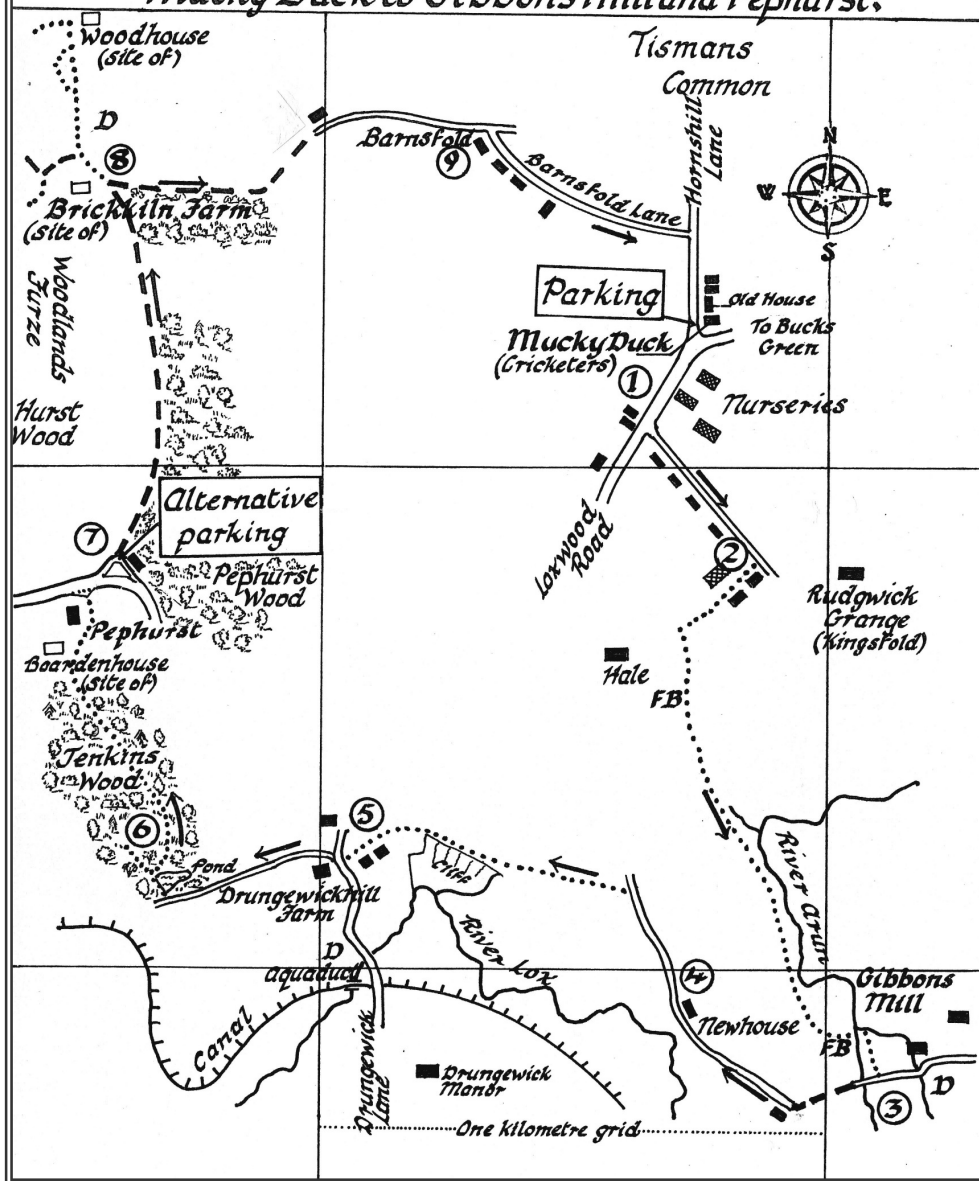 Mucky Duck to Gibbons Mill and Pephurst.
Woodhouse
(site of)
Tismans
Common
D
8
Barnsfold
9
Barnsfold Lane
Hornshill
Lane
N
W
E
S
Brickkiln Farm
(site of)
Woodlands
Furze
Parking
Old House
To Bucks
Green
Mucky Duck
(Cricketers)
1
Nurseries
Hurst
Wood
Alternative
parking
7
Pephurst
Wood
Loxwood
Road
2
Rudgwick
Grange
(Kingsfold)
Pephurst
Boardenhouse
(site of)
Hale
FB
Jenkins
Wood
6
Pond
5
Cliff
Drungewickhill
Farm
River Arun
River Lox
D
aquaduct
Canal
4
Newhouse
Gibbons
Mill
FB
D
3
Drungewick
Lane
Drungewick
Manor
One kilometre grid